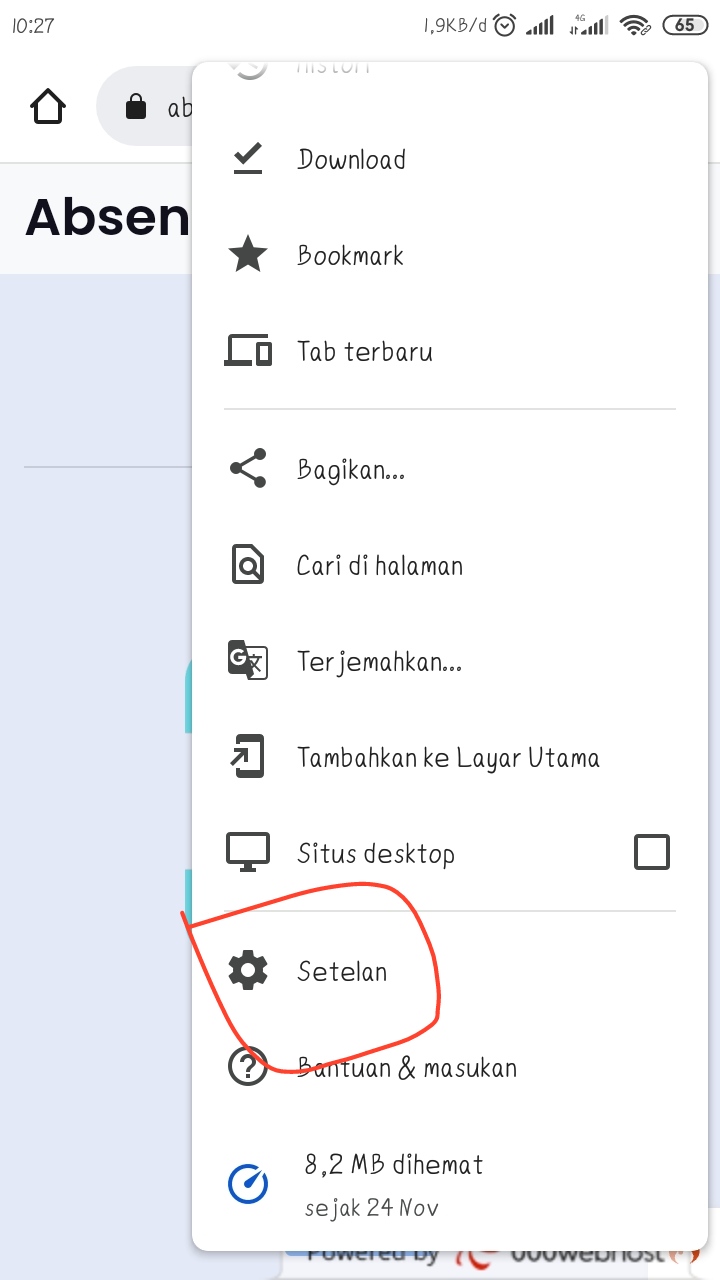 10:27
1,9KB/d
4G
65
ab
histori
Absen
Download
Bookmark
Tab terbaru
Bagikan...
Cari di halaman
Terjemahkan...
Tambahkan ke Layar Utama
Situs desktop
Setelan
Bantuan & masukan
8,2 MB dihemat
sejak 24 Nov
Powered by 000webhost